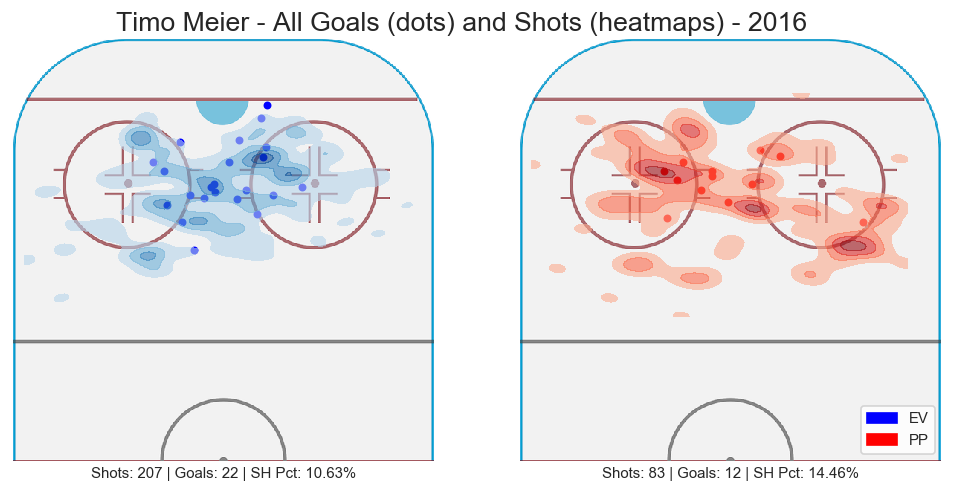 Timo Meier - All Goals (dots) and Shots (heatmaps) - 2016
EV
PP
Shots: 207 | Goals: 22 | SH Pct: 10.63%
Shots: 83 | Goals: 12 | SH Pct: 14.46%